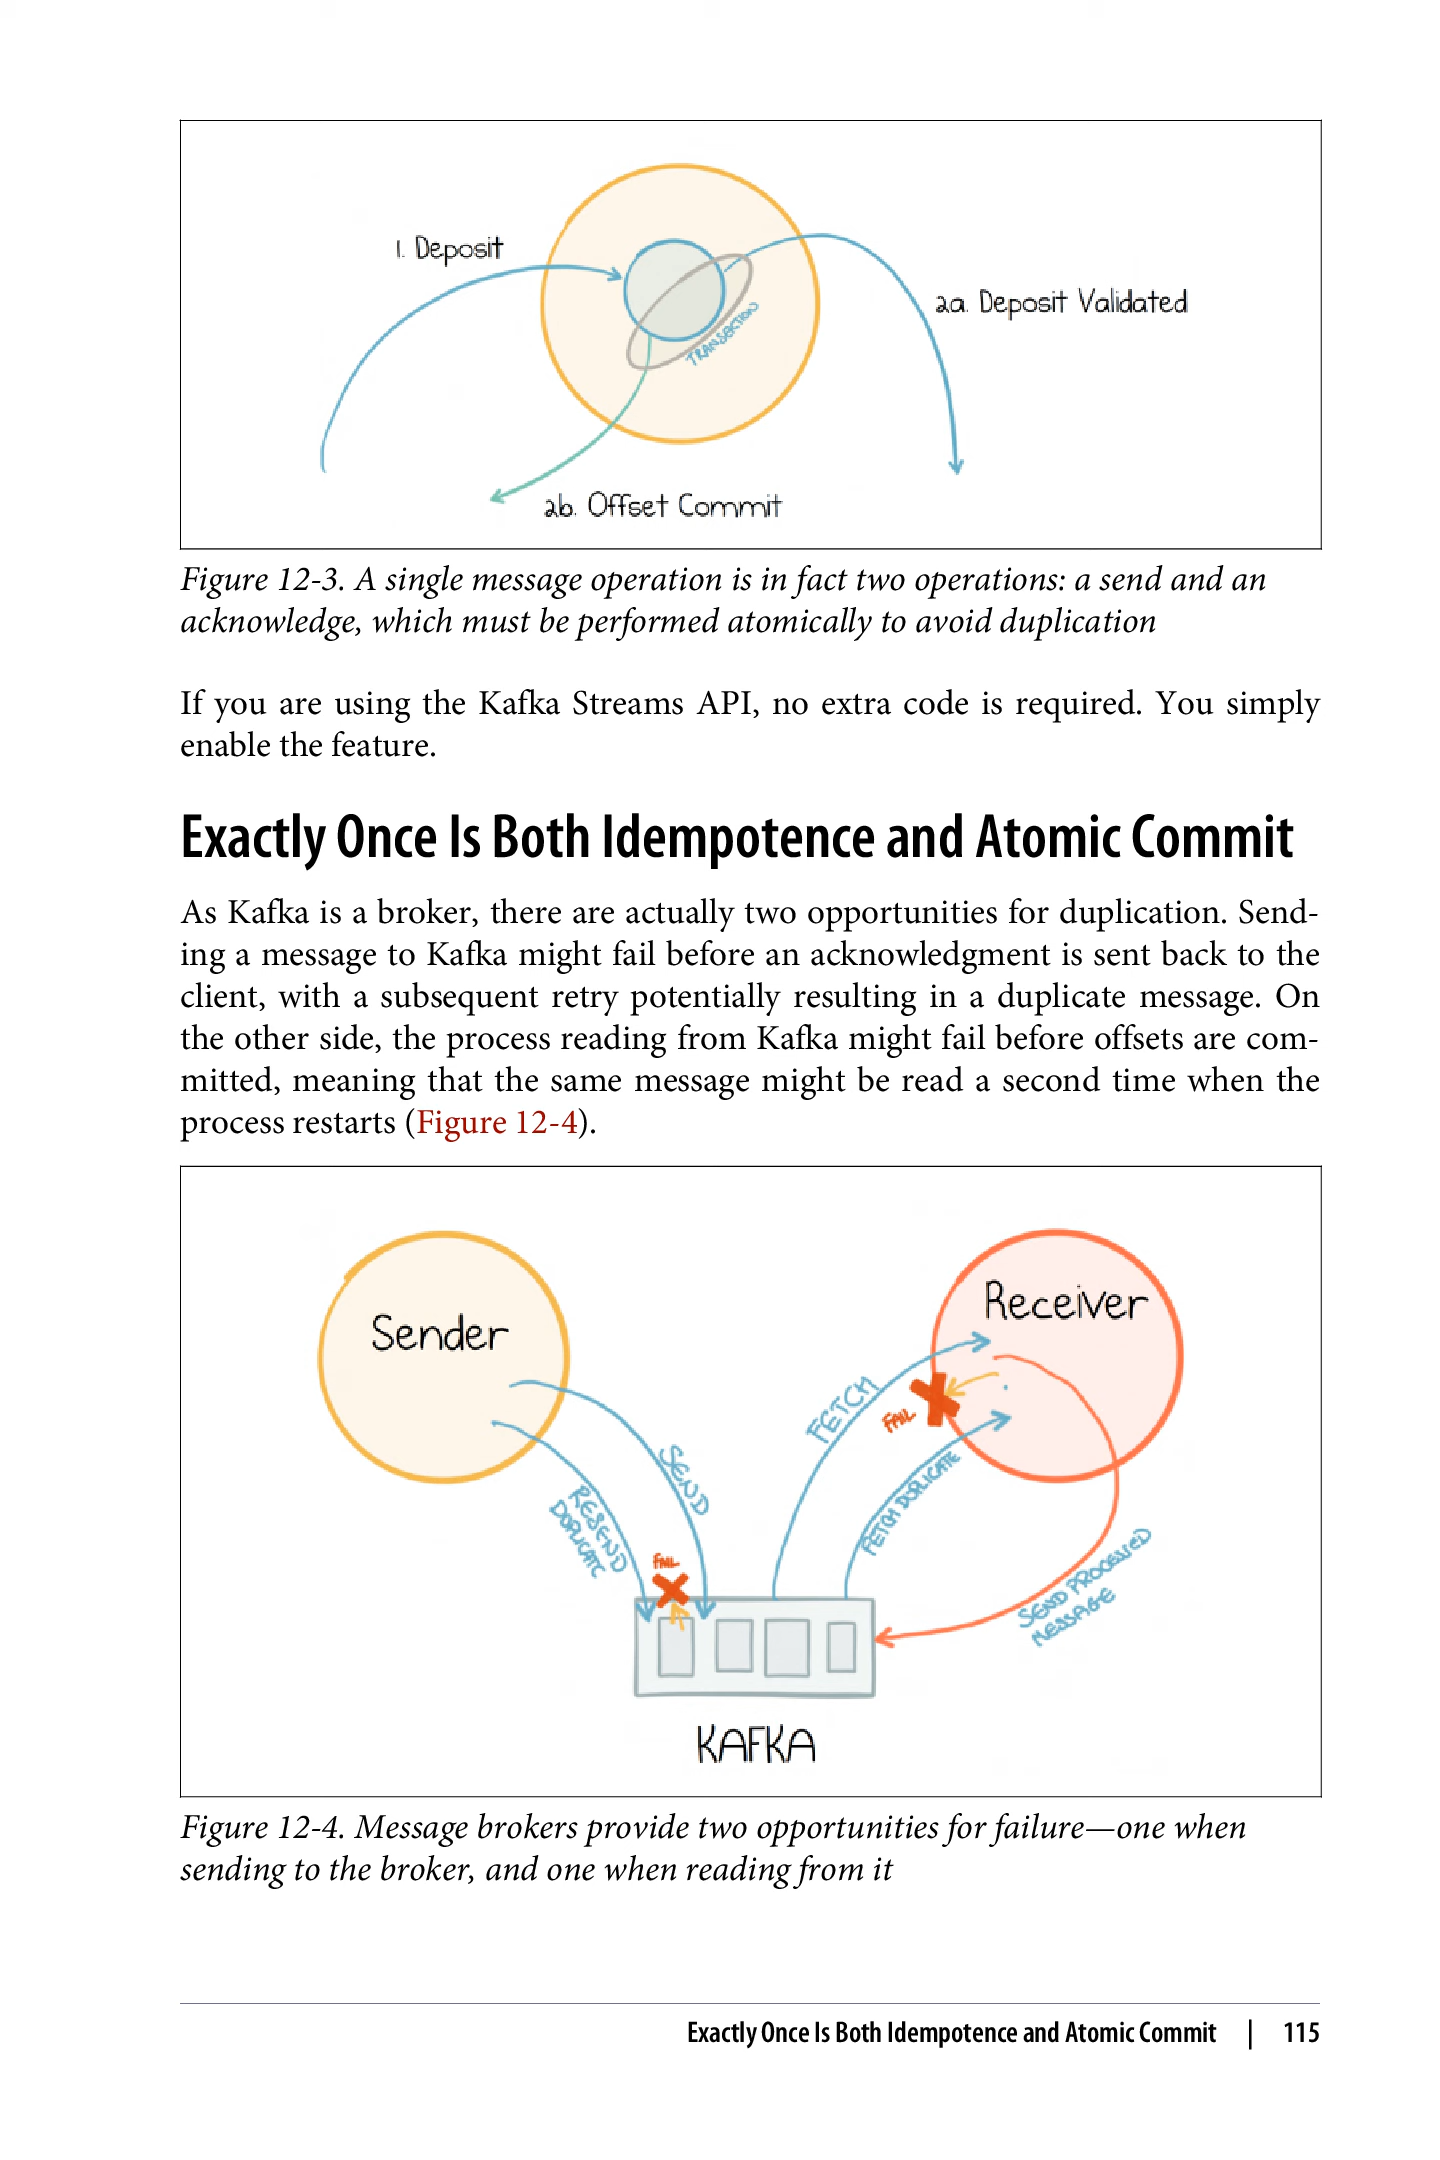 1. Deposit
2a. Deposit Validated
TRANSACTION
2b. Offset Commit
Figure 12-3. A single message operation is in fact two operations: a send and an
acknowledge, which must be performed atomically to avoid duplication
If you are using the Kafka Streams API, no extra code is required. You simply
enable the feature.
Exactly Once Is Both Idempotence and Atomic Commit
As Kafka is a broker, there are actually two opportunities for duplication. Send-
ing a message to Kafka might fail before an acknowledgment is sent back to the
client, with a subsequent retry potentially resulting in a duplicate message. On
the other side, the process reading from Kafka might fail before offsets are com-
mitted, meaning that the same message might be read a second time when the
process restarts (Figure 12-4).
Sender
Receiver
FETCH
FAIL
SEND
FETCH DUPLICATE
RESEND
DUPLICATE
FAIL
SEND PROCESSED
MESSAGE
KAFKA
Figure 12-4. Message brokers provide two opportunities for failure—one when
sending to the broker, and one when reading from it
Exactly Once Is Both Idempotence and Atomic Commit | 115